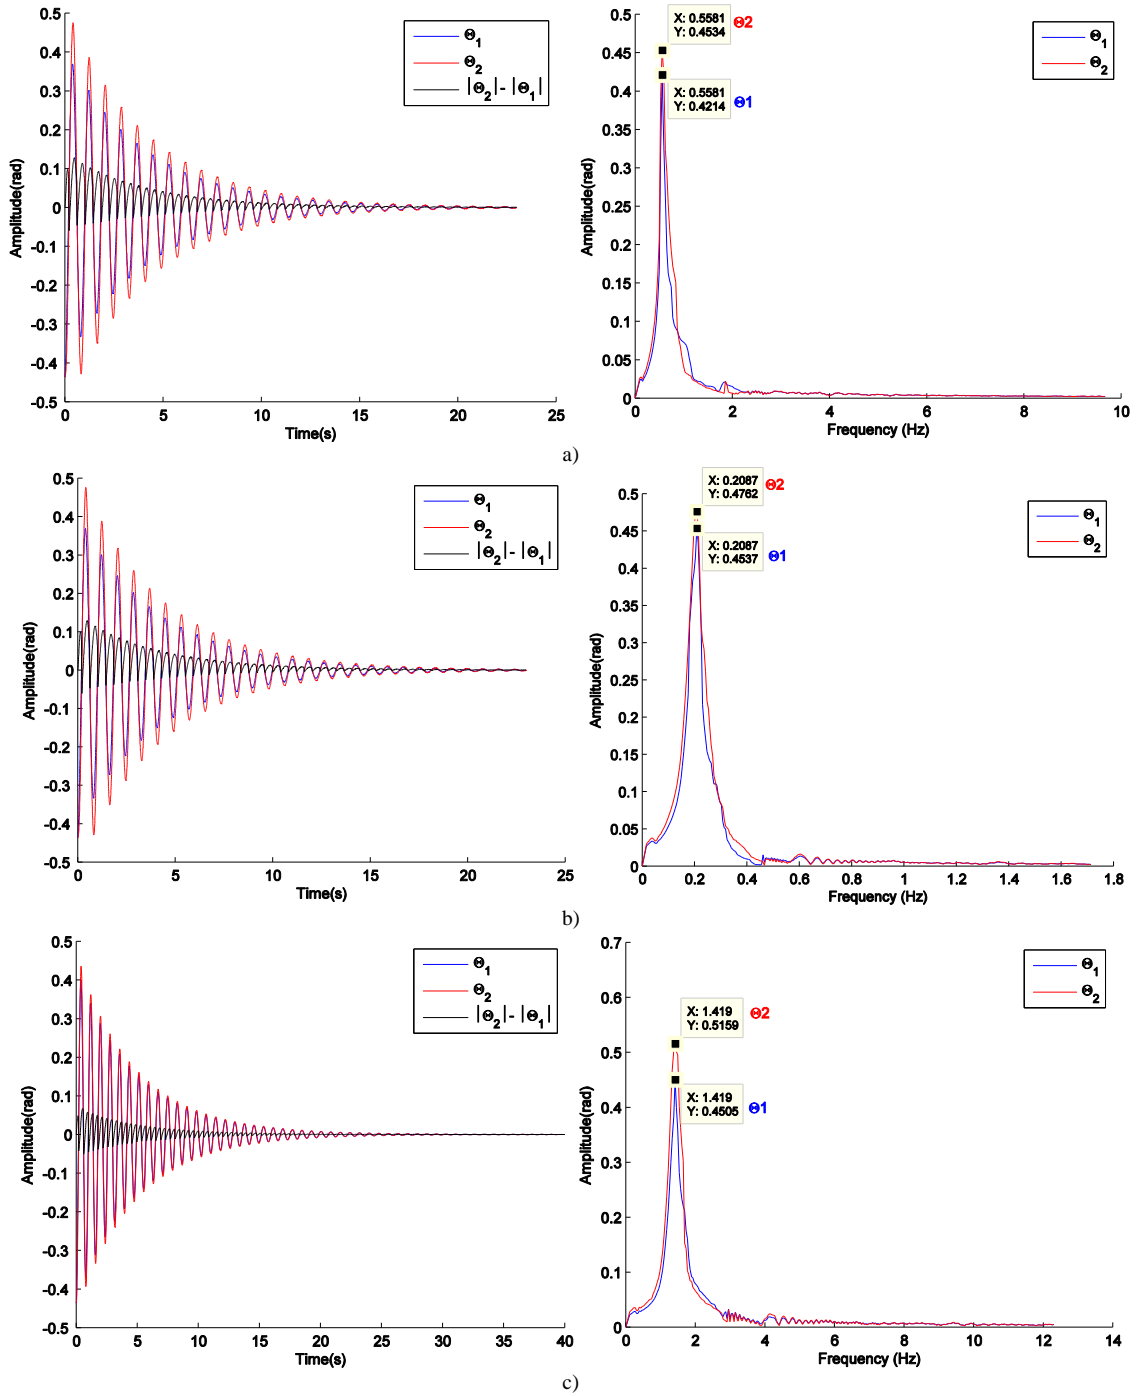 0.5
0.4
0.3
0.2
0.1
0
-0.1
-0.2
-0.3
-0.4
-0.5
Amplitude(rad)
0 5 10 15 20 25
Time(s)
Θ1
Θ2
|Θ2|- |Θ1|
0.5
0.45
0.4
0.35
0.3
0.25
0.2
0.15
0.1
0.05
0
Amplitude(rad)
0 2 4 6 8 10
Frequency (Hz)
X: 0.5581
Y: 0.4534
Θ2
X: 0.5581
Y: 0.4214
Θ1
Θ1
Θ2
a)
0.5
0.4
0.3
0.2
0.1
0
-0.1
-0.2
-0.3
-0.4
-0.5
Amplitude(rad)
0 5 10 15 20 25
Time(s)
Θ1
Θ2
|Θ2|- |Θ1|
0.5
0.45
0.4
0.35
0.3
0.25
0.2
0.15
0.1
0.05
0
Amplitude(rad)
0 0.2 0.4 0.6 0.8 1 1.2 1.4 1.6 1.8
Frequency (Hz)
X: 0.2087
Y: 0.4762
Θ2
X: 0.2087
Y: 0.4537
Θ1
Θ1
Θ2
b)
0.5
0.4
0.3
0.2
0.1
0
-0.1
-0.2
-0.3
-0.4
-0.5
Amplitude(rad)
0 5 10 15 20 25 30 35 40
Time(s)
Θ1
Θ2
|Θ2|- |Θ1|
0.7
0.6
0.5
0.4
0.3
0.2
0.1
0
Amplitude(rad)
0 2 4 6 8 10 12 14
Frequency (Hz)
X: 1.419
Y: 0.5159
Θ2
X: 1.419
Y: 0.4505
Θ1
Θ1
Θ2
c)